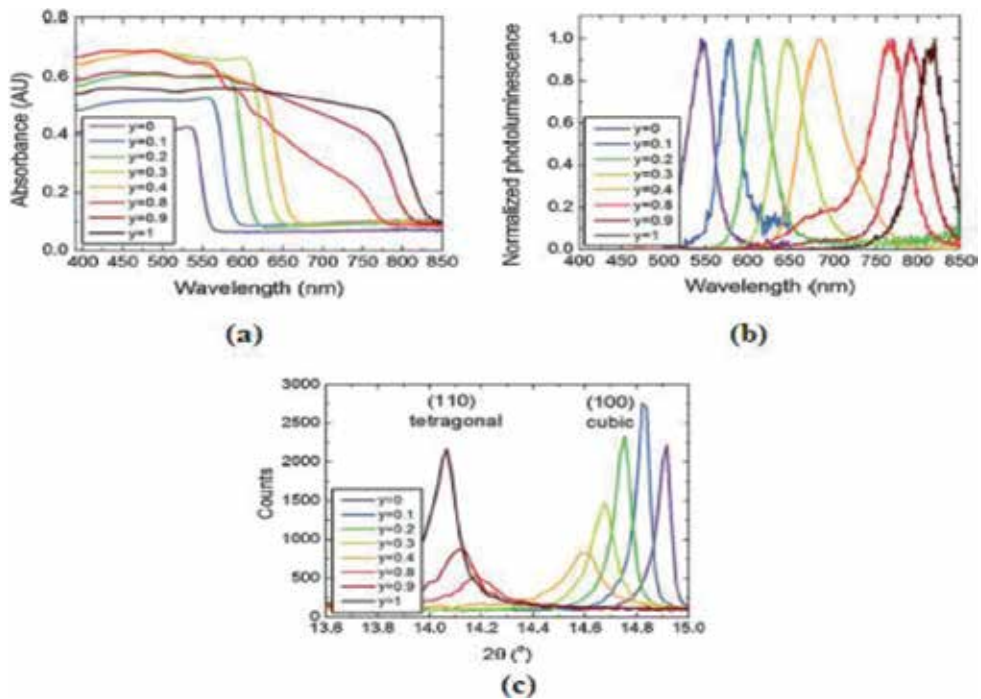 0.8
0.6
0.4
0.2
0.0
Absorbance (AU)
y=0
y=0.1
y=0.2
y=0.3
y=0.4
y=0.8
y=0.9
y=1
400 450 500 550 600 650 700 750 800 850
Wavelength (nm)
(a)
1.0
0.8
0.6
0.4
0.2
0.0
Normalized photoluminescence
y=0
y=0.1
y=0.2
y=0.3
y=0.4
y=0.8
y=0.9
y=1
400 450 500 550 600 650 700 750 800 850
Wavelength (nm)
(b)
3000
2500
2000
1500
1000
500
0
Counts
(110)
tetragonal
(100)
cubic
y=0
y=0.1
y=0.2
y=0.3
y=0.4
y=0.8
y=0.9
y=1
13.6 13.8 14.0 14.2 14.4 14.6 14.8 15.0
2θ (°)
(c)